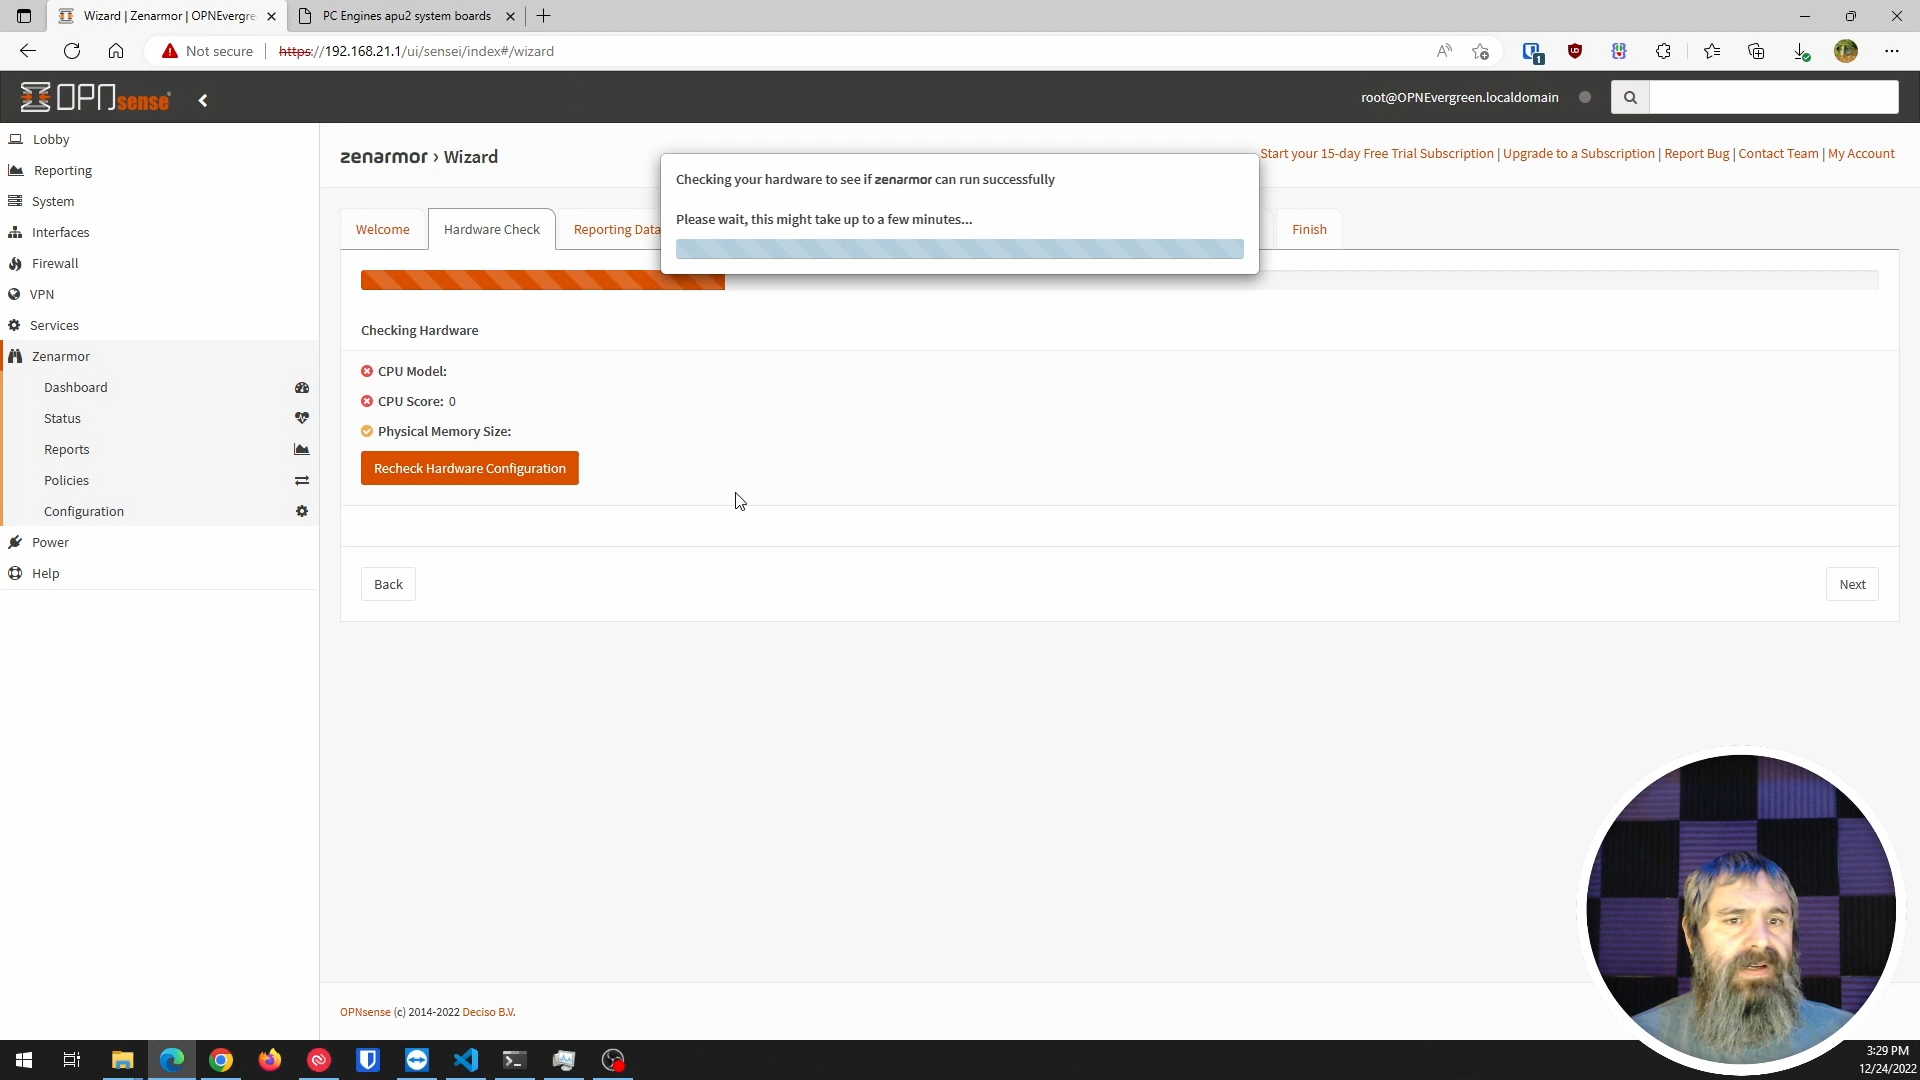 Wizard | Zenarmor | OPNEvergre
PC Engines apu2 system boards
Not secure
https://192.168.21.1/ui/sensei/index#/wizard
1
OPNsense
root@OPNEvergreen.localdomain
Lobby
Reporting
System
Interfaces
Firewall
VPN
Services
Zenarmor
Dashboard
Status
Reports
Policies
Configuration
Power
Help
zenarmor › Wizard
Start your 15-day Free Trial Subscription | Upgrade to a Subscription | Report Bug | Contact Team | My Account
Checking your hardware to see if zenarmor can run successfully
Please wait, this might take up to a few minutes...
Welcome
Hardware Check
Reporting Data
Finish
Checking Hardware
CPU Model:
CPU Score: 0
Physical Memory Size:
Recheck Hardware Configuration
Back
Next
OPNsense (c) 2014-2022 Deciso B.V.
3:29 PM
12/24/2022